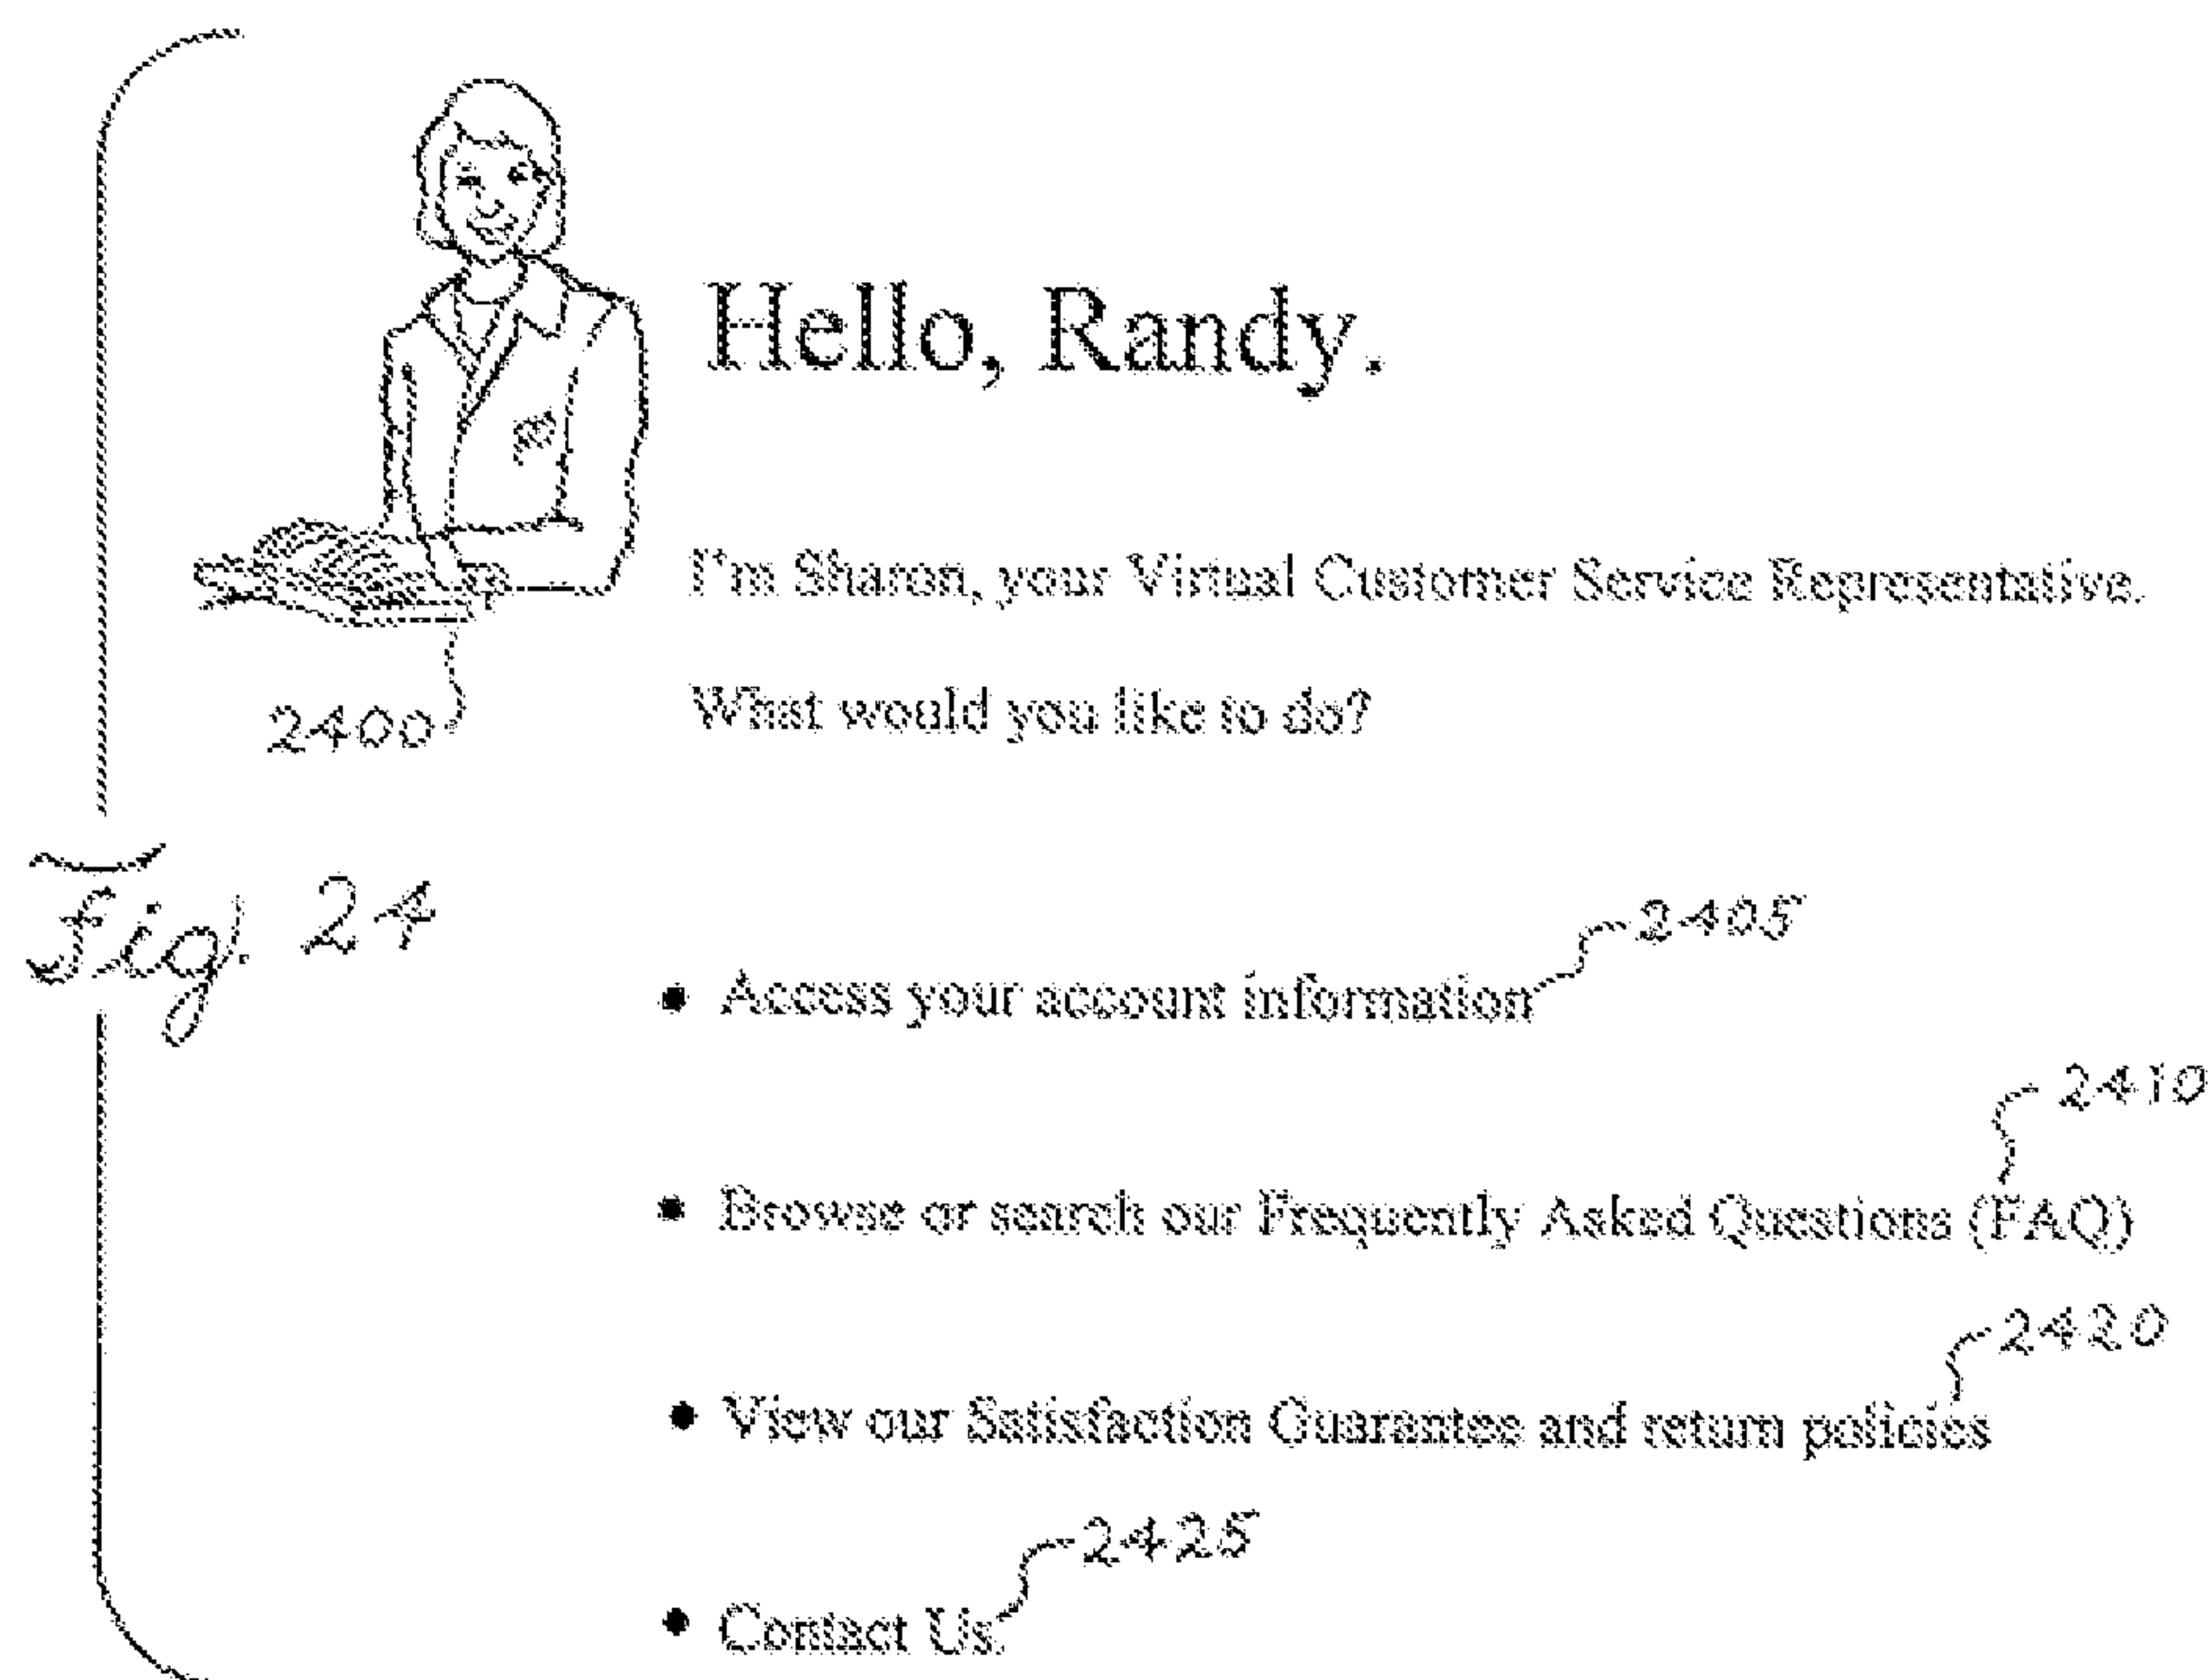 Hello, Randy.
I'm Sharon, your Virtual Customer Service Representative.
What would you like to do?
2400
Fig. 24
2405
• Access your account information
2410
• Browse or search our Frequently Asked Questions (FAQ)
2420
• View our Satisfaction Guarantee and return policies
2425
• Contact Us.